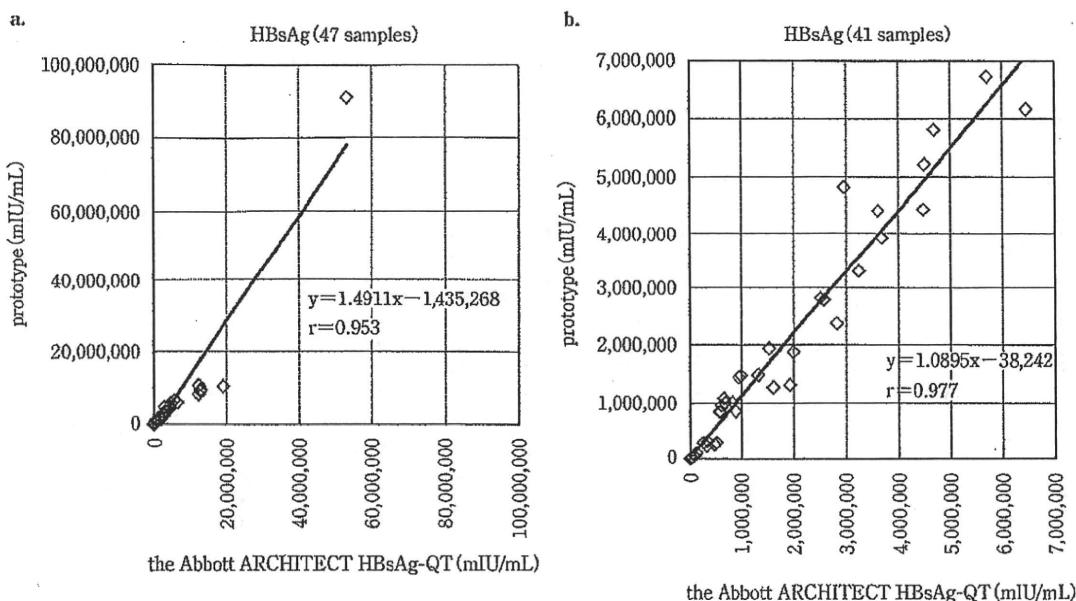 a.
HBsAg (47 samples)
100,000,000
80,000,000
60,000,000
40,000,000
20,000,000
0
prototype (mIU/mL)
y=1.4911x−1,435,268
r=0.953
0
20,000,000
40,000,000
60,000,000
80,000,000
100,000,000
the Abbott ARCHITECT HBsAg-QT (mIU/mL)
b.
HBsAg (41 samples)
7,000,000
6,000,000
5,000,000
4,000,000
3,000,000
2,000,000
1,000,000
0
prototype (mIU/mL)
y=1.0895x−38,242
r=0.977
0
1,000,000
2,000,000
3,000,000
4,000,000
5,000,000
6,000,000
7,000,000
the Abbott ARCHITECT HBsAg-QT (mIU/mL)